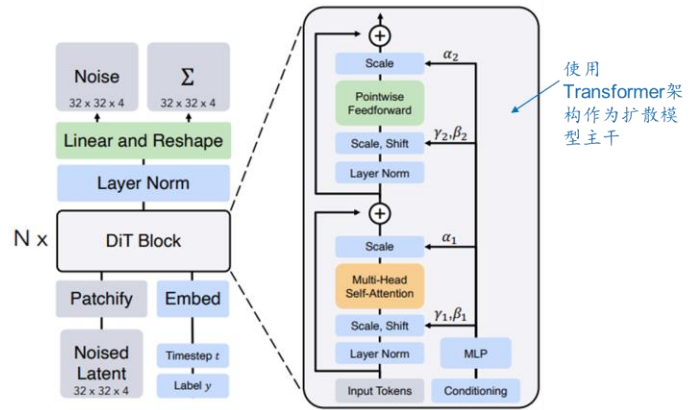 Noise
32 x 32 x 4
Σ
32 x 32 x 4
Linear and Reshape
Layer Norm
N x
DiT Block
Patchify
Embed
Noised
Latent
32 x 32 x 4
Timestep t
Label y
Scale
α₂
Pointwise
Feedforward
Scale, Shift
γ₂,β₂
Layer Norm
Scale
α₁
Multi-Head
Self-Attention
Scale, Shift
γ₁,β₁
Layer Norm
MLP
Input Tokens
Conditioning
使用
Transformer架
构作为扩散模
型主干